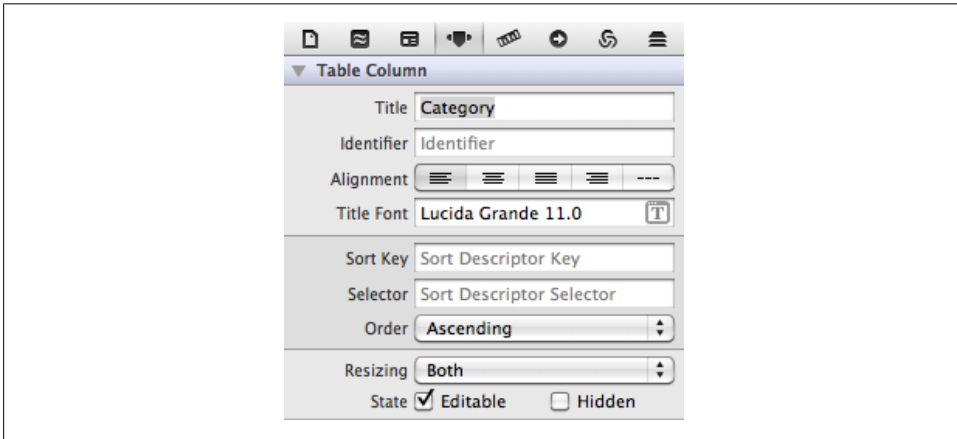 Table Column
Title Category
Identifier Identifier
Alignment ---
Title Font Lucida Grande 11.0 T
Sort Key Sort Descriptor Key
Selector Sort Descriptor Selector
Order Ascending
Resizing Both
State Editable Hidden